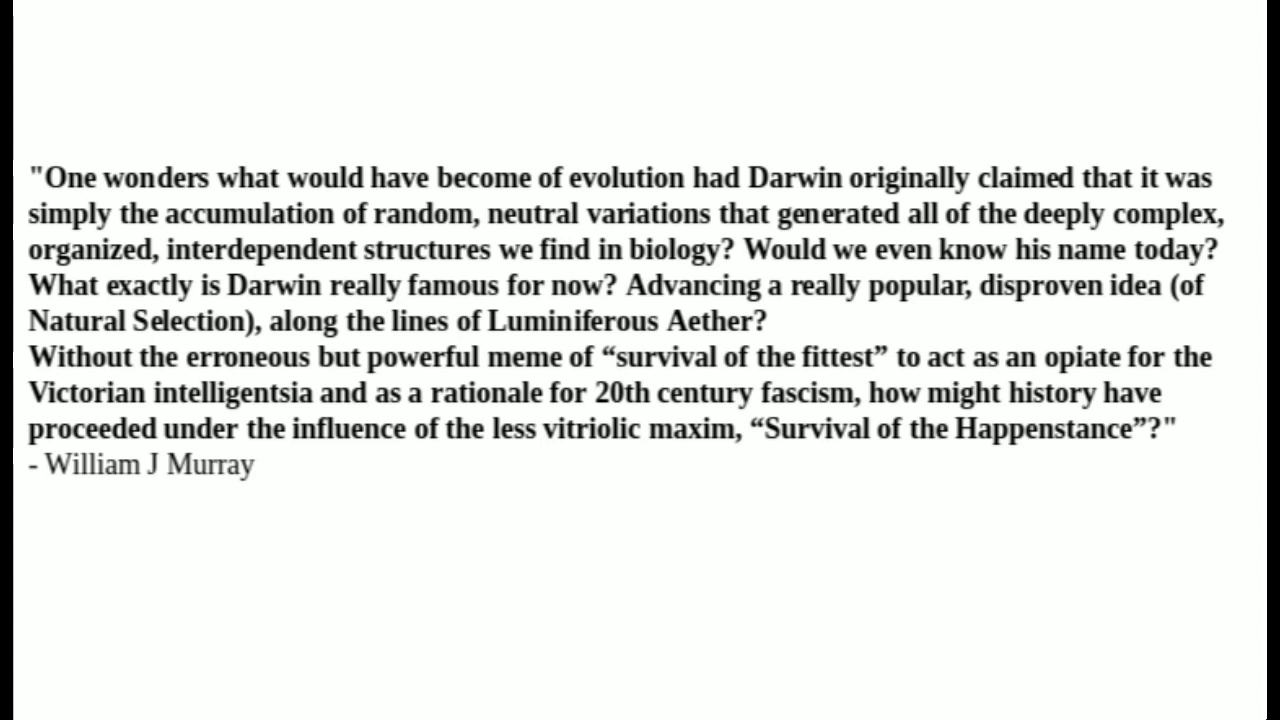 "One wonders what would have become of evolution had Darwin originally claimed that it was
simply the accumulation of random, neutral variations that generated all of the deeply complex,
organized, interdependent structures we find in biology? Would we even know his name today?
What exactly is Darwin really famous for now? Advancing a really popular, disproven idea (of
Natural Selection), along the lines of Luminiferous Aether?
Without the erroneous but powerful meme of “survival of the fittest” to act as an opiate for the
Victorian intelligentsia and as a rationale for 20th century fascism, how might history have
proceeded under the influence of the less vitriolic maxim, “Survival of the Happenstance”?"
- William J Murray